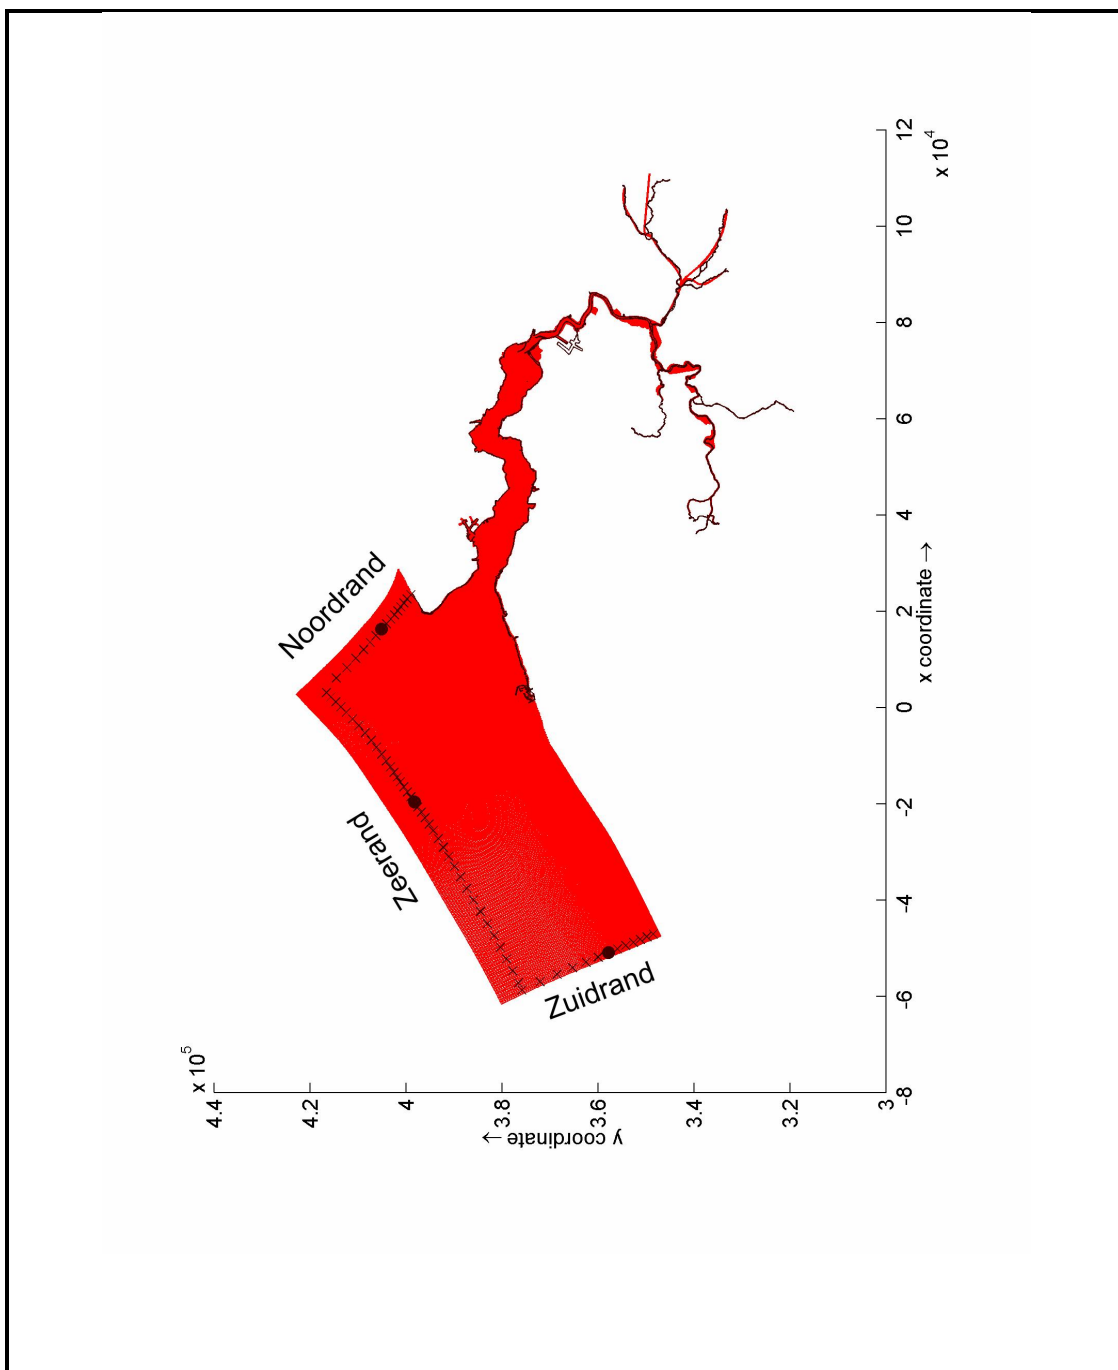 x 10^5
4.4
4.2
4
3.8
3.6
3.4
3.2
3
y coordinate →
-8
-6
-4
-2
0
2
4
6
8
10
12
x 10^4
x coordinate →
Noordrand
Zeerand
Zuidrand